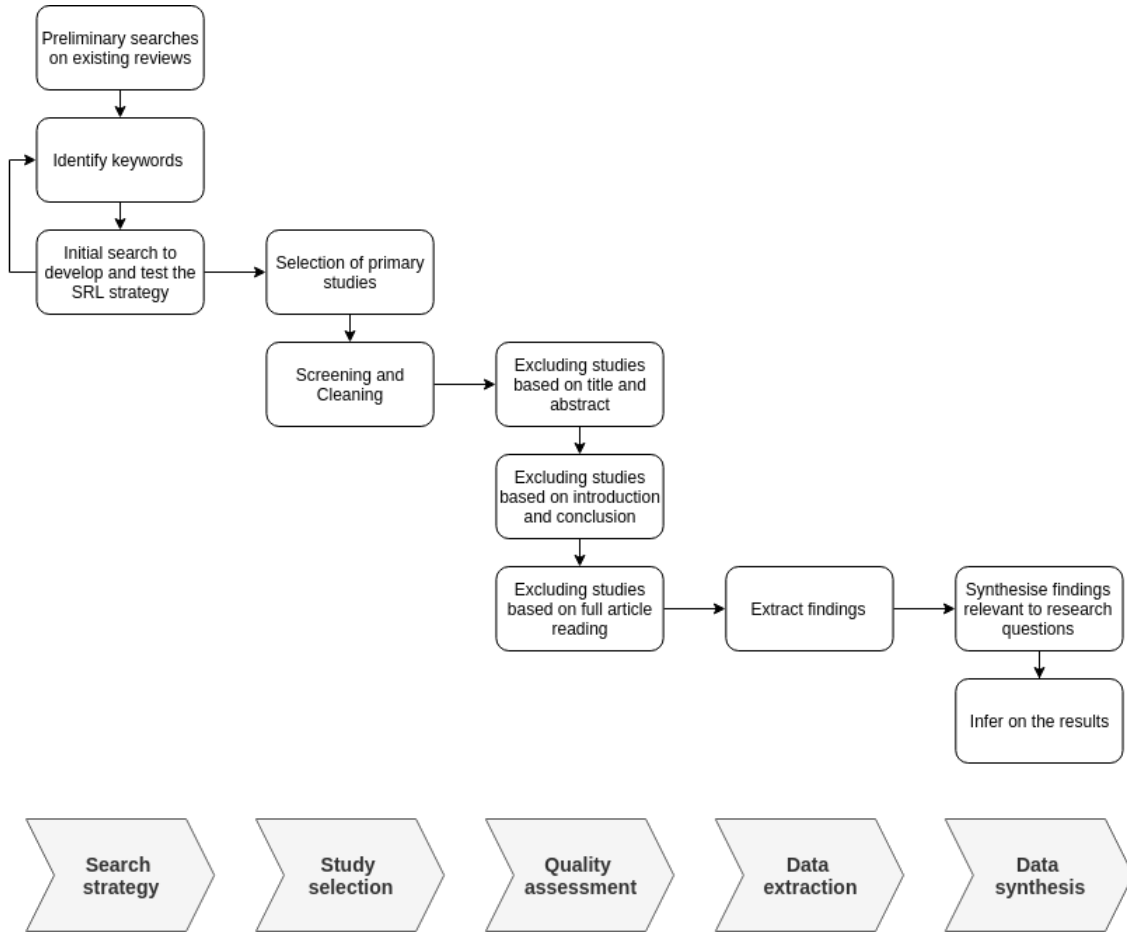 Preliminary searches
on existing reviews
Identify keywords
Initial search to
develop and test the
SRL strategy
Selection of primary
studies
Screening and
Cleaning
Excluding studies
based on title and
abstract
Excluding studies
based on introduction
and conclusion
Excluding studies
based on full article
reading
Extract findings
Synthesise findings
relevant to research
questions
Infer on the results
Search
strategy
Study
selection
Quality
assessment
Data
extraction
Data
synthesis